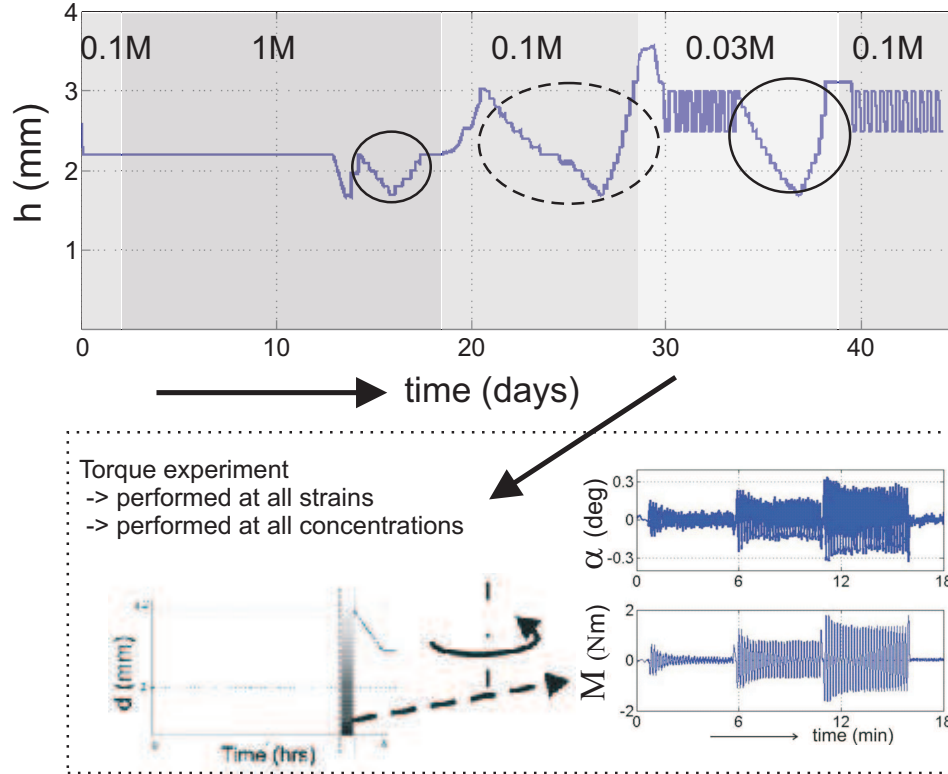 4
0.1M 1M 0.1M 0.03M 0.1M
3
2
1
h (mm)
0 10 20 30 40
time (days)
Torque experiment
-> performed at all strains
-> performed at all concentrations
d (mm)
Time (hrs)
0.3
0
-0.3
α (deg)
0 6 12 18
2
0
-2
M (Nm)
0 6 12 18
time (min)